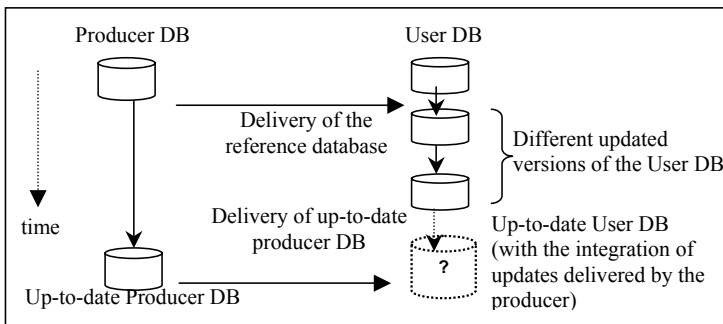 Producer DB
User DB
Delivery of the
reference database
Different updated
versions of the User DB
time
Delivery of up-to-date
producer DB
Up-to-date User DB
(with the integration of
updates delivered by the
producer)
?
Up-to-date Producer DB